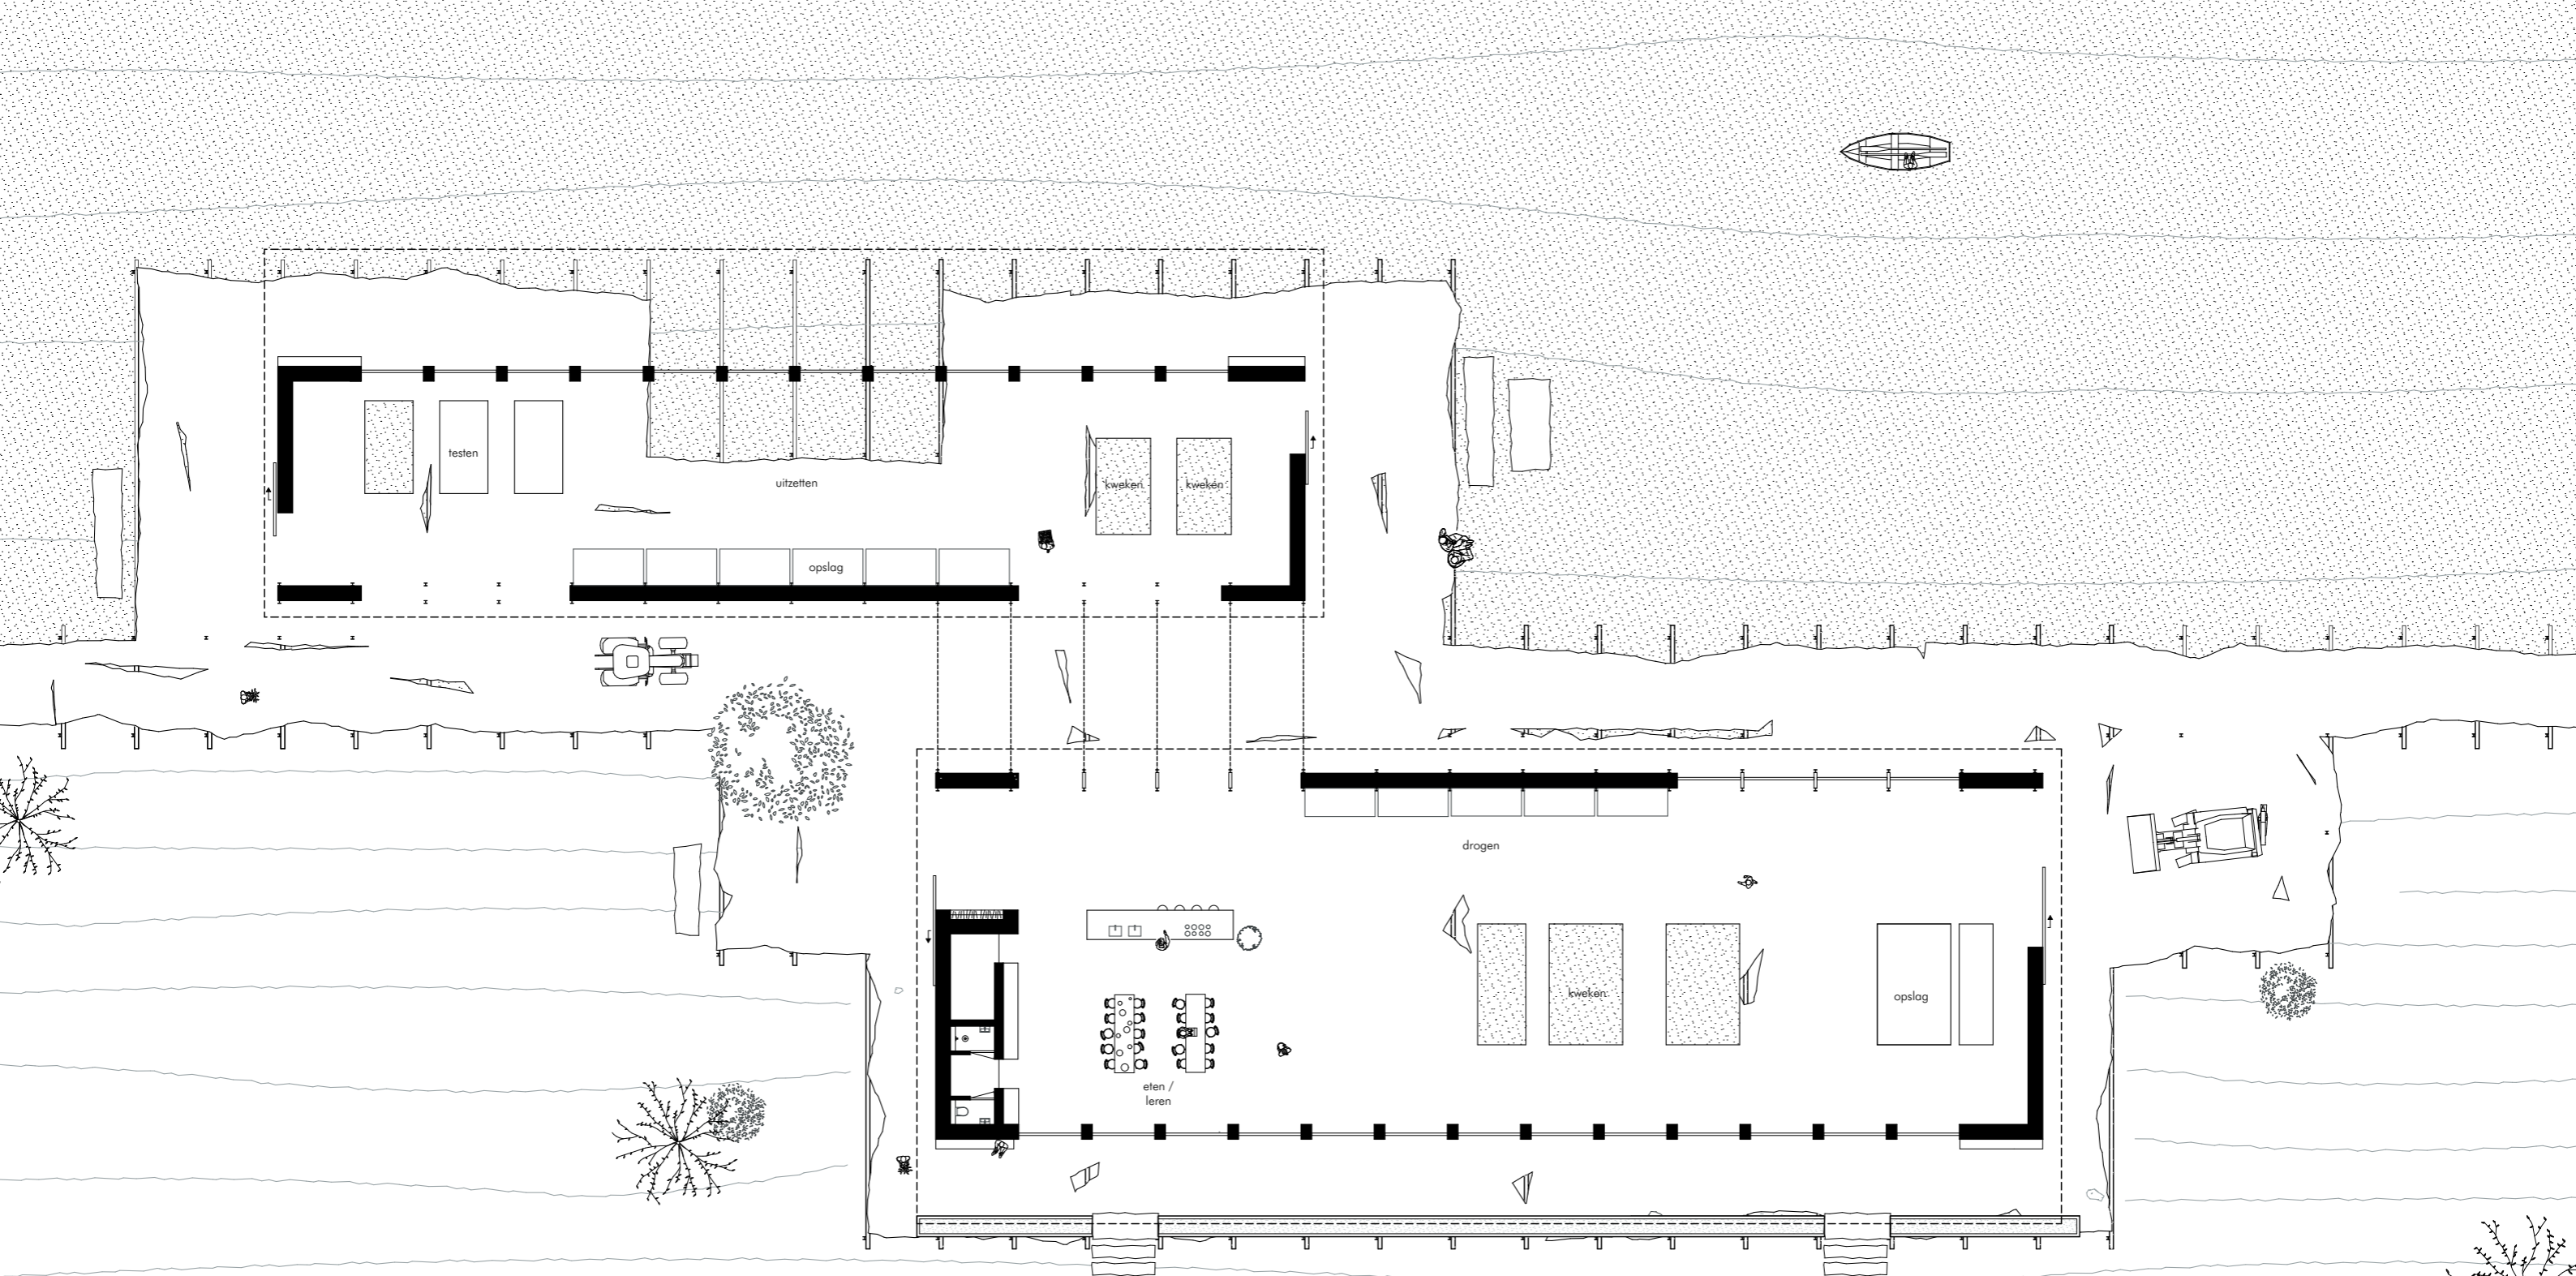 testen
uitzetten
kweken
kweken
opslag
drogen
kweken
opslag
eten /
leren